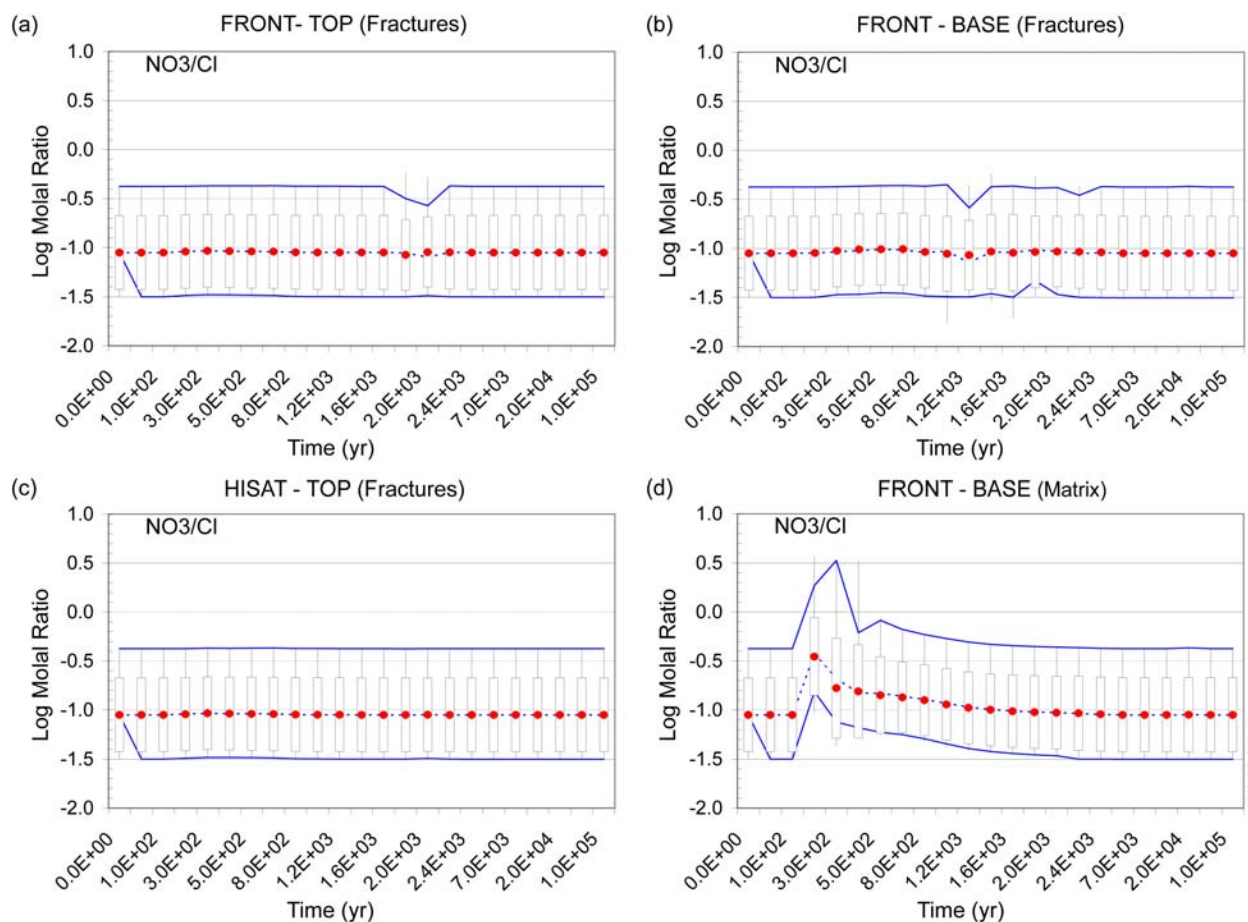 (a)
FRONT- TOP (Fractures)
NO3/Cl
Log Molal Ratio
1.0
0.5
0.0
-0.5
-1.0
-1.5
-2.0
0.0E+00
1.0E+02
3.0E+02
5.0E+02
8.0E+02
1.2E+03
1.6E+03
2.0E+03
2.4E+03
7.0E+03
2.0E+04
1.0E+05
Time (yr)
(b)
FRONT - BASE (Fractures)
NO3/Cl
Log Molal Ratio
1.0
0.5
0.0
-0.5
-1.0
-1.5
-2.0
0.0E+00
1.0E+02
3.0E+02
5.0E+02
8.0E+02
1.2E+03
1.6E+03
2.0E+03
2.4E+03
7.0E+03
2.0E+04
1.0E+05
Time (yr)
(c)
HISAT - TOP (Fractures)
NO3/Cl
Log Molal Ratio
1.0
0.5
0.0
-0.5
-1.0
-1.5
-2.0
0.0E+00
1.0E+02
3.0E+02
5.0E+02
8.0E+02
1.2E+03
1.6E+03
2.0E+03
2.4E+03
7.0E+03
2.0E+04
1.0E+05
Time (yr)
(d)
FRONT - BASE (Matrix)
NO3/Cl
Log Molal Ratio
1.0
0.5
0.0
-0.5
-1.0
-1.5
-2.0
0.0E+00
1.0E+02
3.0E+02
5.0E+02
8.0E+02
1.2E+03
1.6E+03
2.0E+03
2.4E+03
7.0E+03
2.0E+04
1.0E+05
Time (yr)